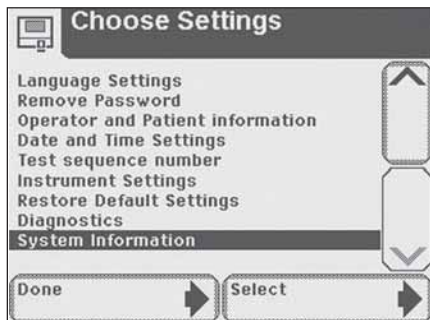 Choose Settings
Language Settings
Remove Password
Operator and Patient information
Date and Time Settings
Test sequence number
Instrument Settings
Restore Default Settings
Diagnostics
System Information
Done
Select